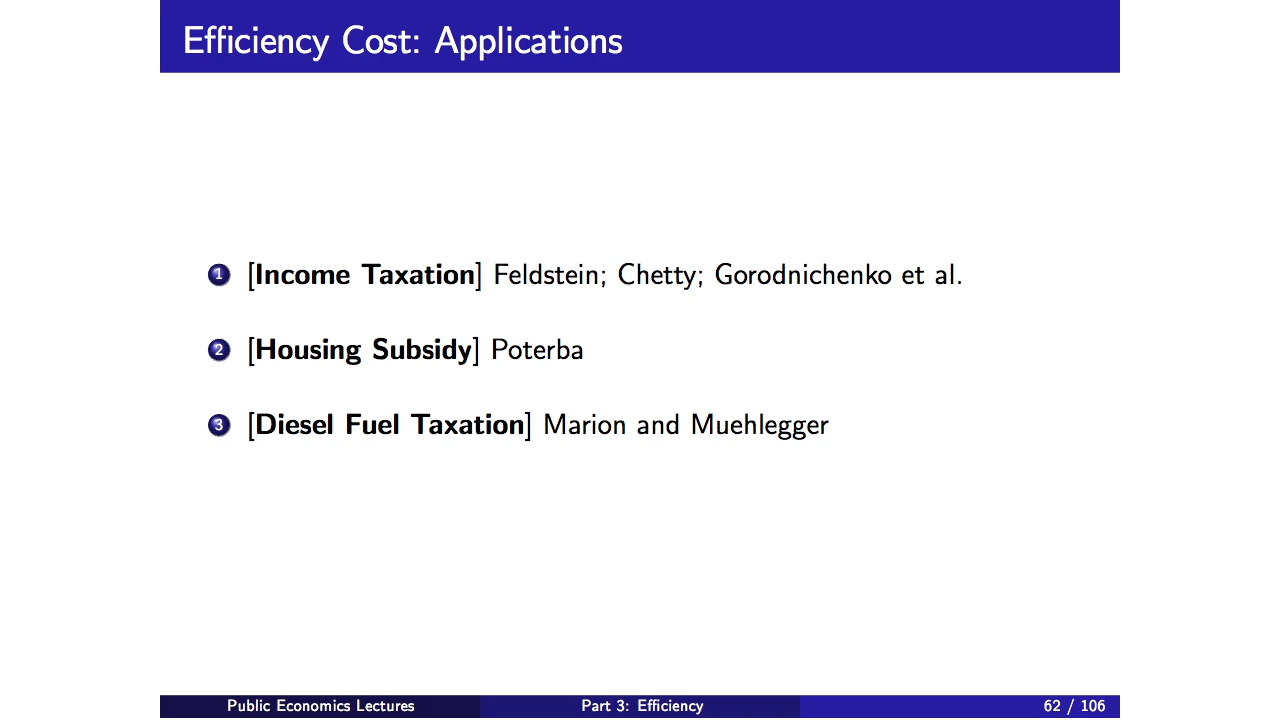 Efficiency Cost: Applications
1 [Income Taxation] Feldstein; Chetty; Gorodnichenko et al.
2 [Housing Subsidy] Poterba
3 [Diesel Fuel Taxation] Marion and Muehlegger
Public Economics Lectures Part 3: Efficiency 62 / 106